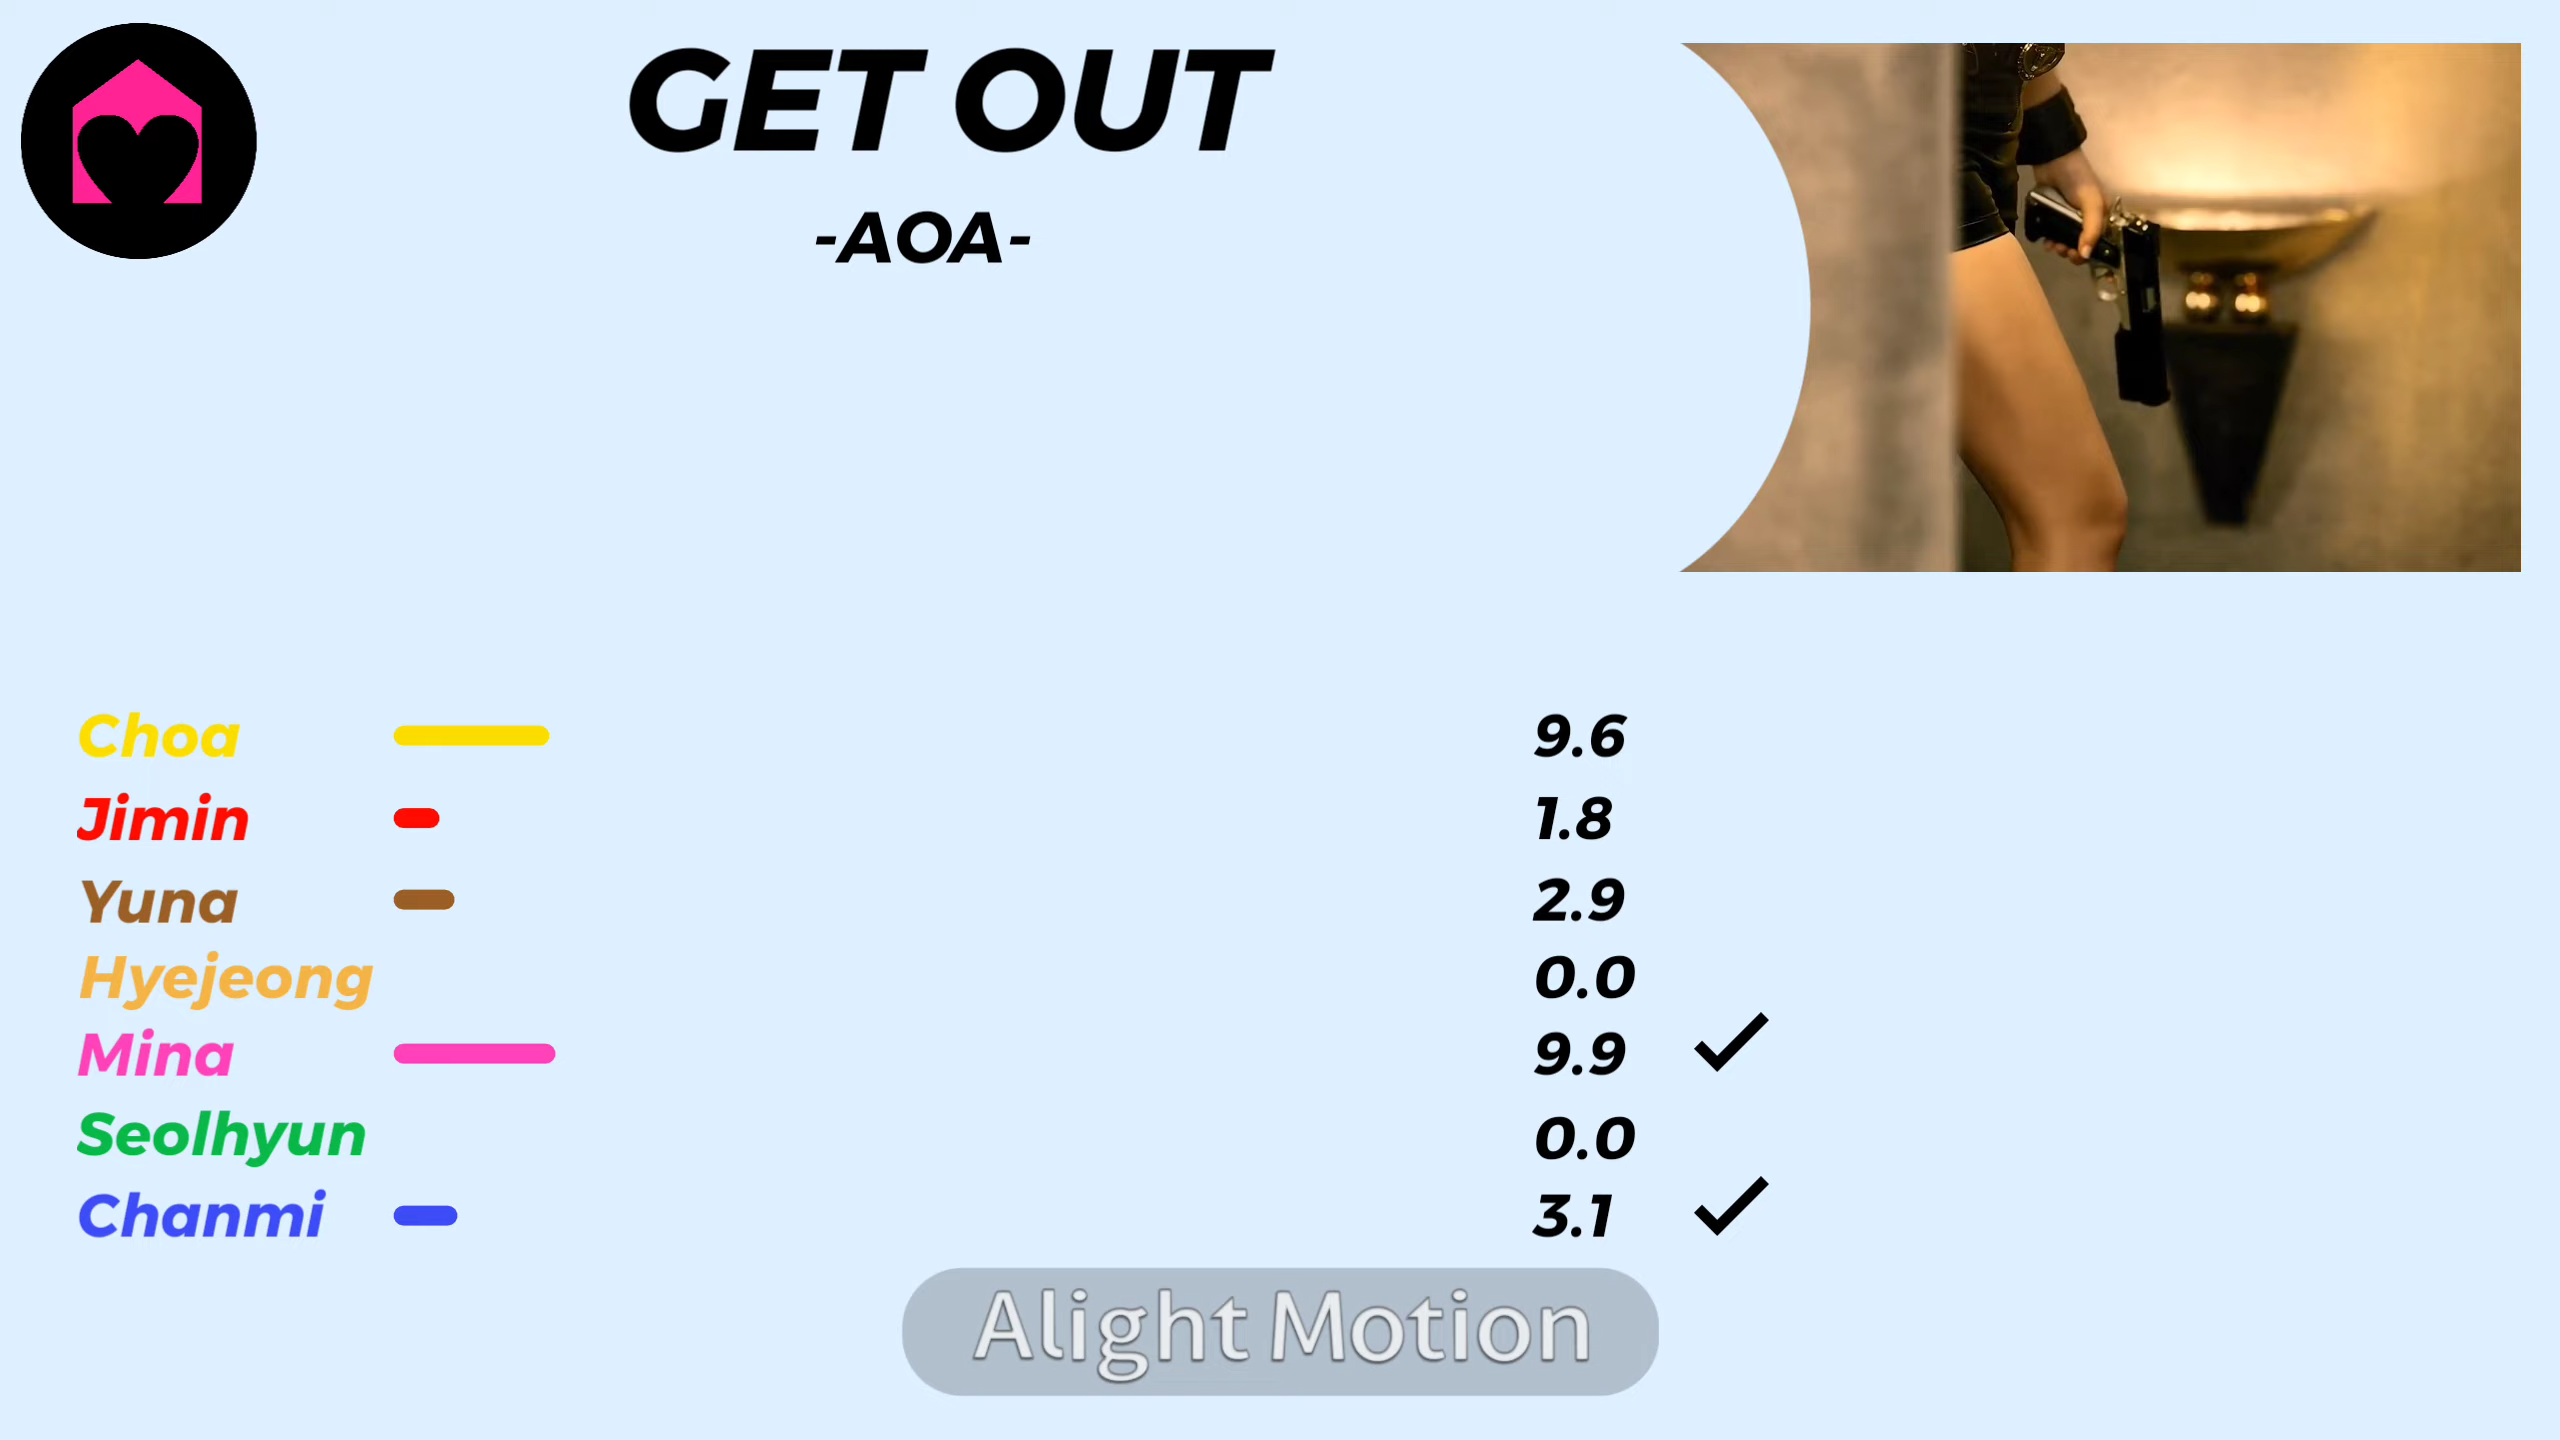 GET OUT
-AOA-
Choa 9.6
Jimin 1.8
Yuna 2.9
Hyejeong 0.0
Mina 9.9
Seolhyun 0.0
Chanmi 3.1
Alight Motion